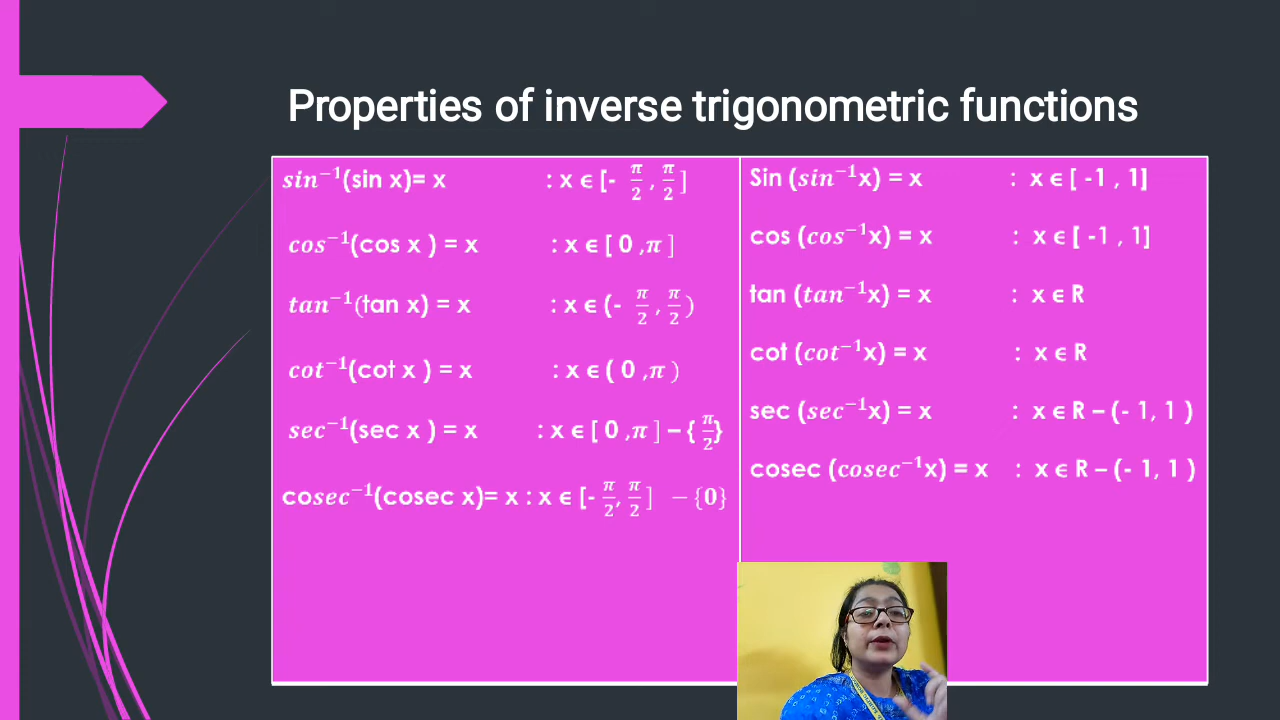 Properties of inverse trigonometric functions
𝒔𝒊𝒏⁻¹(sin x)= x : x ϵ [- π/2 , π/2 ]
𝒄𝒐𝒔⁻¹(cos x ) = x : x ϵ [ 0 ,π ]
𝒕𝒂𝒏⁻¹(tan x) = x : x ϵ (- π/2 , π/2 )
𝒄𝒐𝒕⁻¹(cot x ) = x : x ϵ ( 0 ,π )
𝒔𝒆𝒄⁻¹(sec x ) = x : x ϵ [ 0 ,π ] – { π/2}
co𝒔𝒆𝒄⁻¹(cosec x)= x : x ϵ [- π/2, π/2 ] − {0}
Sin (𝒔𝒊𝒏⁻¹x) = x : x ϵ [ -1 , 1]
cos (𝒄𝒐𝒔⁻¹x) = x : x ϵ [ -1 , 1]
tan (𝒕𝒂𝒏⁻¹x) = x : x ϵ R
cot (𝒄𝒐𝒕⁻¹x) = x : x ϵ R
sec (𝒔𝒆𝒄⁻¹x) = x : x ϵ R – (- 1, 1 )
cosec (𝒄𝒐𝒔𝒆𝒄⁻¹x) = x : x ϵ R – (- 1, 1 )